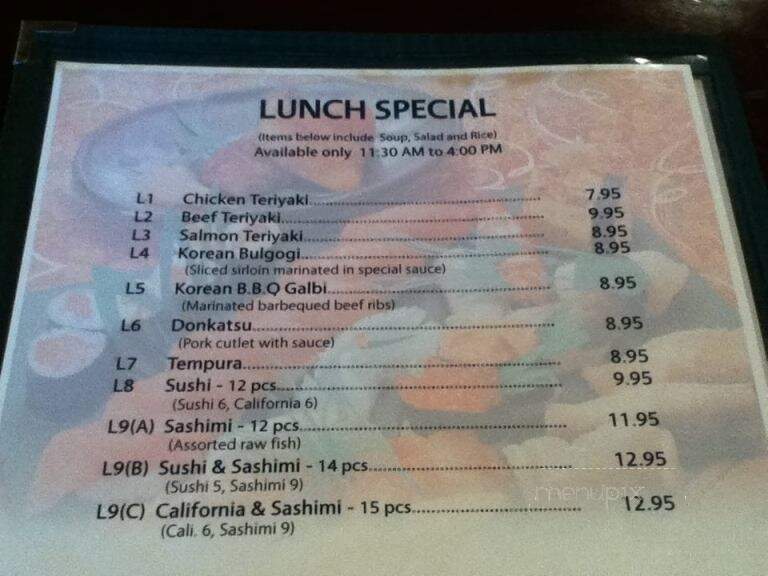 LUNCH SPECIAL
(Items below include Soup, Salad and Rice)
Available only 11:30 AM to 4:00 PM
L1 Chicken Teriyaki 7.95
L2 Beef Teriyaki 9.95
L3 Salmon Teriyaki 8.95
L4 Korean Bulgogi 8.95
(Sliced sirloin marinated in special sauce)
L5 Korean B.B.Q Galbi 8.95
(Marinated barbequed beef ribs)
L6 Donkatsu 8.95
(Pork cutlet with sauce)
L7 Tempura 8.95
L8 Sushi - 12 pcs 9.95
(Sushi 6, California 6)
L9(A) Sashimi - 12 pcs 11.95
(Assorted raw fish)
L9(B) Sushi & Sashimi - 14 pcs 12.95
(Sushi 5, Sashimi 9)
menupix
L9(C) California & Sashimi - 15 pcs 12.95
(Cali. 6, Sashimi 9)